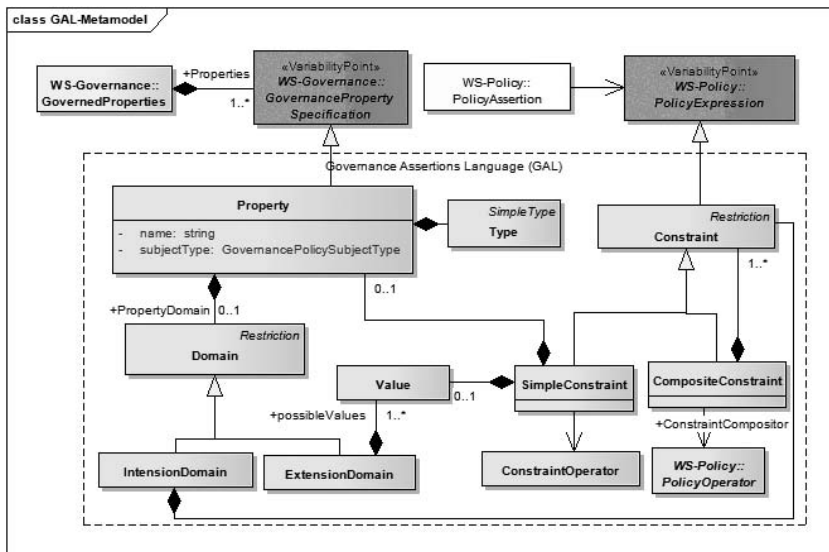 class GAL-Metamodel
WS-Governance::
GovernedProperties
+Properties
1..*
«VariabilityPoint»
WS-Governance::
GovernanceProperty
Specification
WS-Policy::
PolicyAssertion
«VariabilityPoint»
WS-Policy::
PolicyExpression
Governance Assertions Language (GAL)
Property
- name: string
- subjectType: GovernancePolicySubjectType
SimpleType
Type
Restriction
Constraint
0..1
1..*
+PropertyDomain
0..1
Restriction
Domain
Value
0..1
SimpleConstraint
CompositeConstraint
+possibleValues
1..*
+ConstraintCompositor
IntensionDomain
ExtensionDomain
ConstraintOperator
WS-Policy::
PolicyOperator